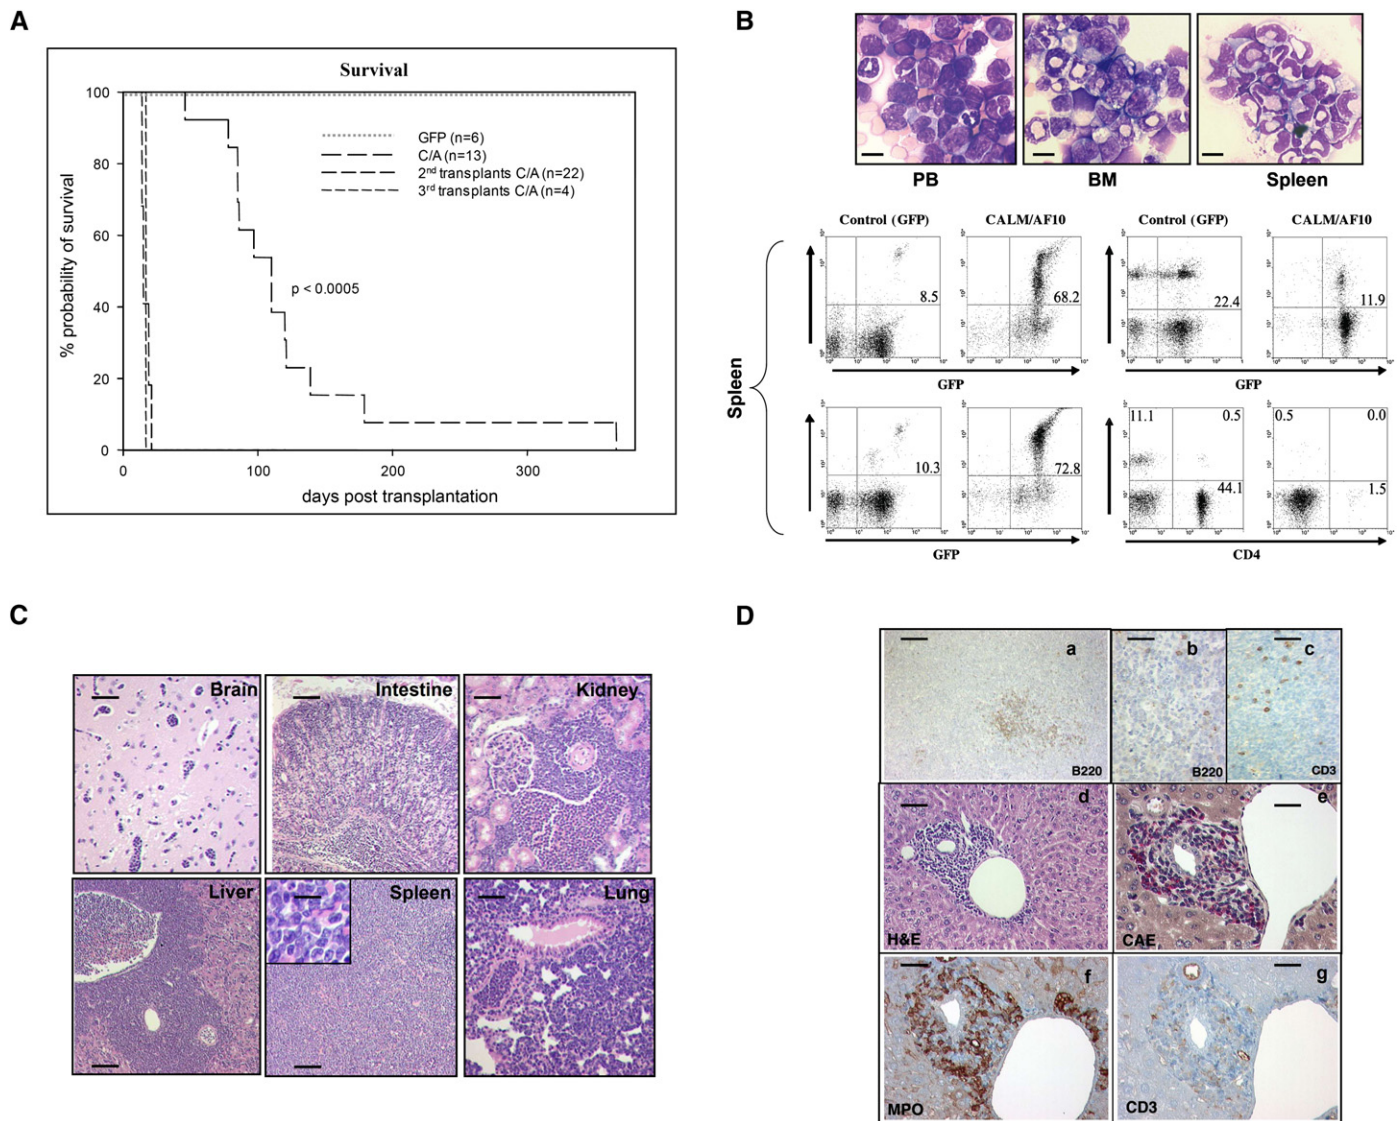 A
Survival
100
80
60
40
20
0
% probability of survival
GFP (n=6)
C/A (n=13)
2nd transplants C/A (n=22)
3rd transplants C/A (n=4)
p < 0.0005
0 100 200 300
days post transplantation
B
PB BM Spleen
Control (GFP) CALM/AF10 Control (GFP) CALM/AF10
8.5 68.2 22.4 11.9
GFP GFP
Spleen
11.1 0.5 0.5 0.0
10.3 72.8 44.1 1.5
GFP CD4
C
Brain Intestine Kidney
Liver Spleen Lung
D
a b c
B220 B220 CD3
d e
H&E CAE
f g
MPO CD3